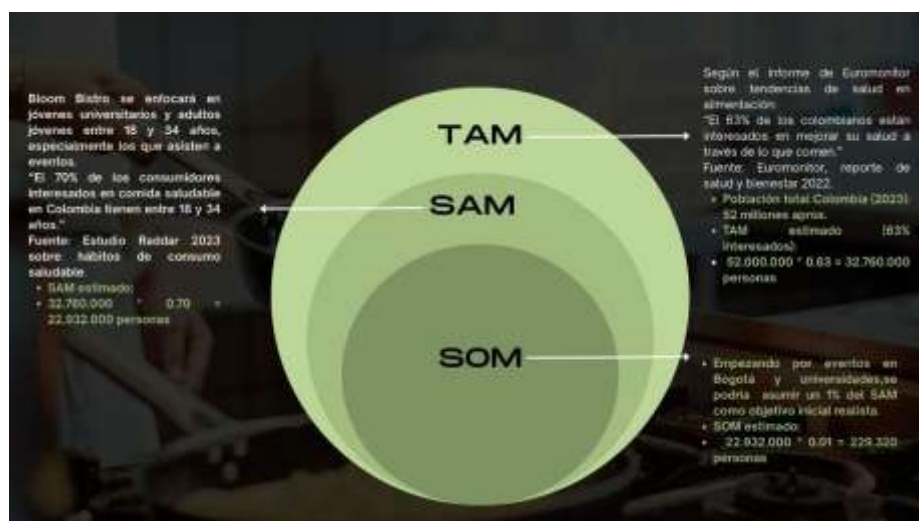 Bloom Bistro se enfocará en
jóvenes universitarios y adultos
jóvenes entre 18 y 34 años,
especialmente los que asisten a
eventos.
"El 70% de los consumidores
interesados en comida saludable
en Colombia tienen entre 18 y 34
años."
Fuente: Estudio Raddar 2023
sobre hábitos de consumo
saludable.
• SAM estimado:
• 32.760.000 * 0.70 =
22.932.000 personas
TAM
SAM
SOM
Según el informe de Euromonitor
sobre tendencias de salud en
alimentación:
"El 63% de los colombianos están
interesados en mejorar su salud a
través de lo que comen."
Fuente: Euromonitor, reporte de
salud y bienestar 2022.
• Población total Colombia (2023):
52 millones aprox.
• TAM estimado (63%
interesados):
• 52.000.000 * 0.63 = 32.760.000
personas
• Empezando por eventos en
Bogotá y universidades,se
podría asumir un 1% del SAM
como objetivo inicial realista.
• SOM estimado:
• 22.932.000 * 0.01 = 229.320
personas